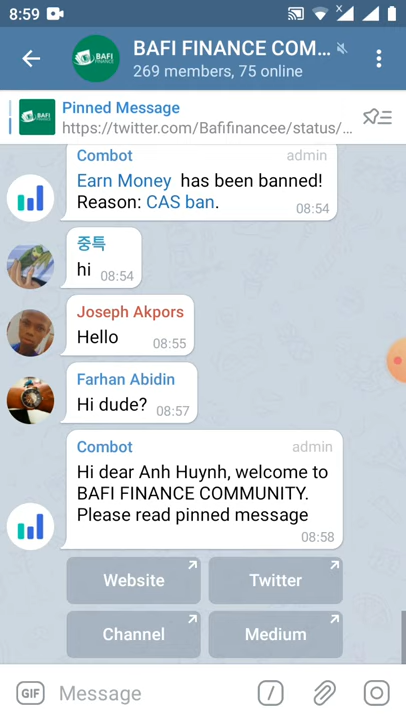 8:59
BAFI FINANCE COM...
269 members, 75 online
BAFI
FINANCE
Pinned Message
https://twitter.com/Bafifinancee/status/...
Combot admin
Earn Money has been banned!
Reason: CAS ban. 08:54
중특
hi 08:54
Joseph Akpors
Hello 08:55
Farhan Abidin
Hi dude? 08:57
Combot admin
Hi dear Anh Huynh, welcome to
BAFI FINANCE COMMUNITY.
Please read pinned message
08:58
Website Twitter
Channel Medium
GIF Message